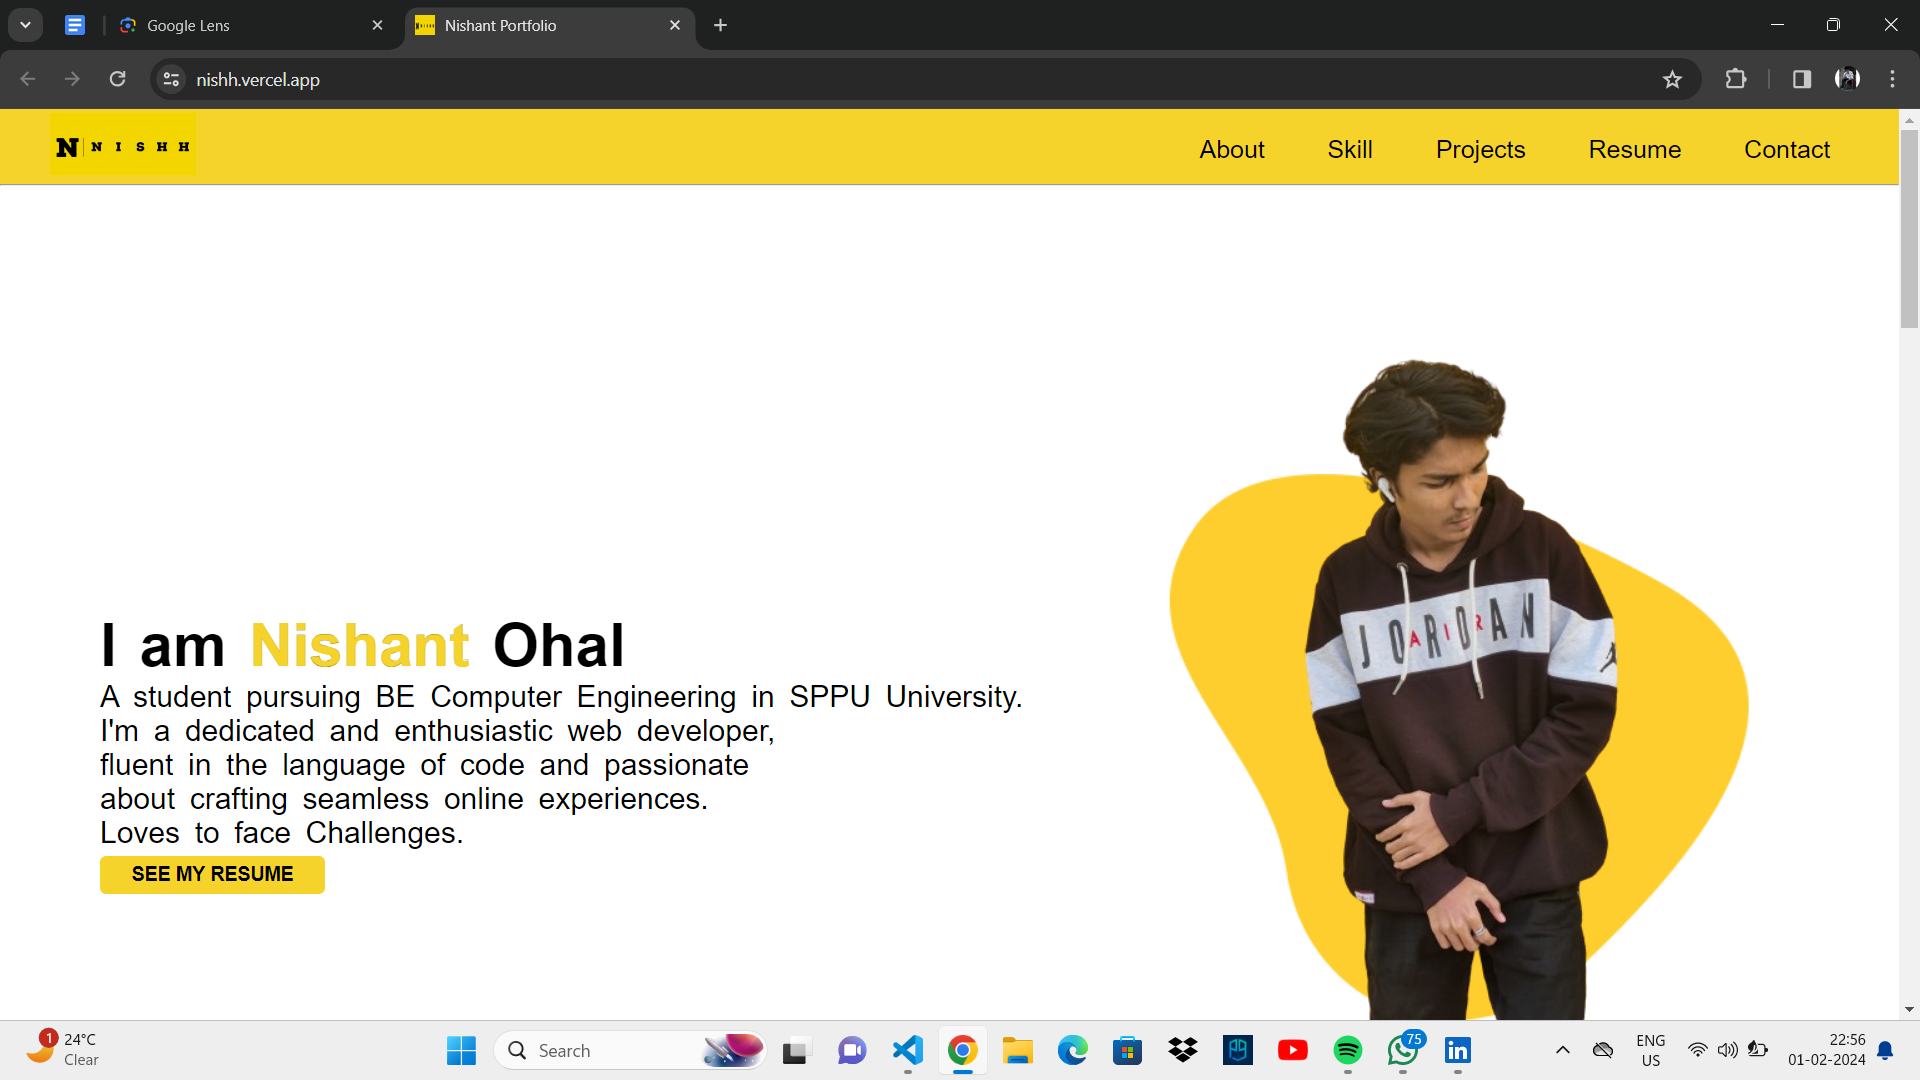 Google Lens
Nishant Portfolio
nishh.vercel.app
N NISHH
About Skill Projects Resume Contact
JORDAN
AIR
I am Nishant Ohal
A student pursuing BE Computer Engineering in SPPU University.
I'm a dedicated and enthusiastic web developer,
fluent in the language of code and passionate
about crafting seamless online experiences.
Loves to face Challenges.
SEE MY RESUME
1
24°C
Clear
Search
75
in
ENG
US
22:56
01-02-2024